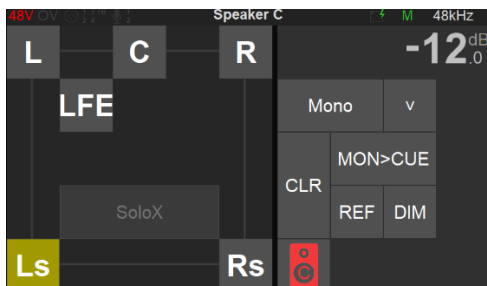 48V OV Speaker C M 48kHz
L C R -12.0 dB
LFE Mono v
MON>CUE
CLR
SoloX REF DIM
Ls Rs C